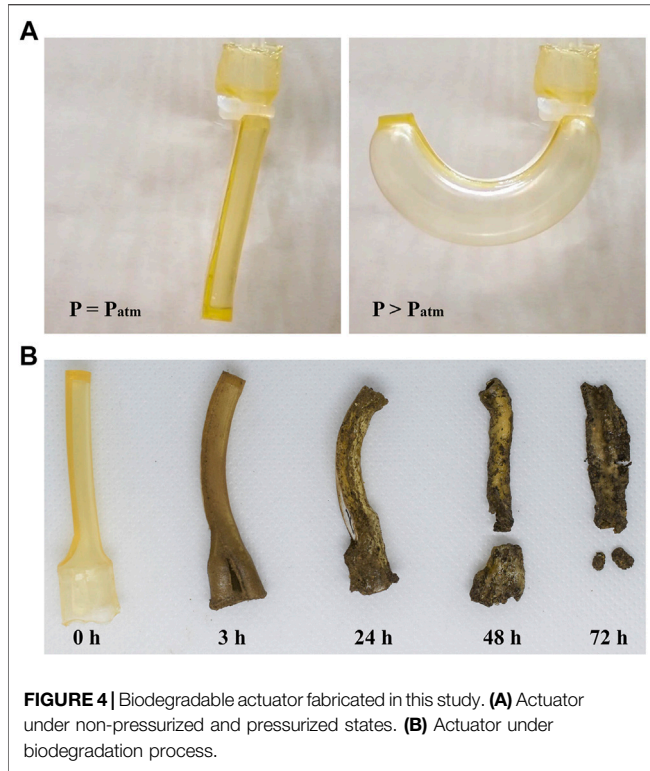 A
P = Patm
P > Patm
B
0 h
3 h
24 h
48 h
72 h
FIGURE 4 | Biodegradable actuator fabricated in this study. (A) Actuator
under non-pressurized and pressurized states. (B) Actuator under
biodegradation process.